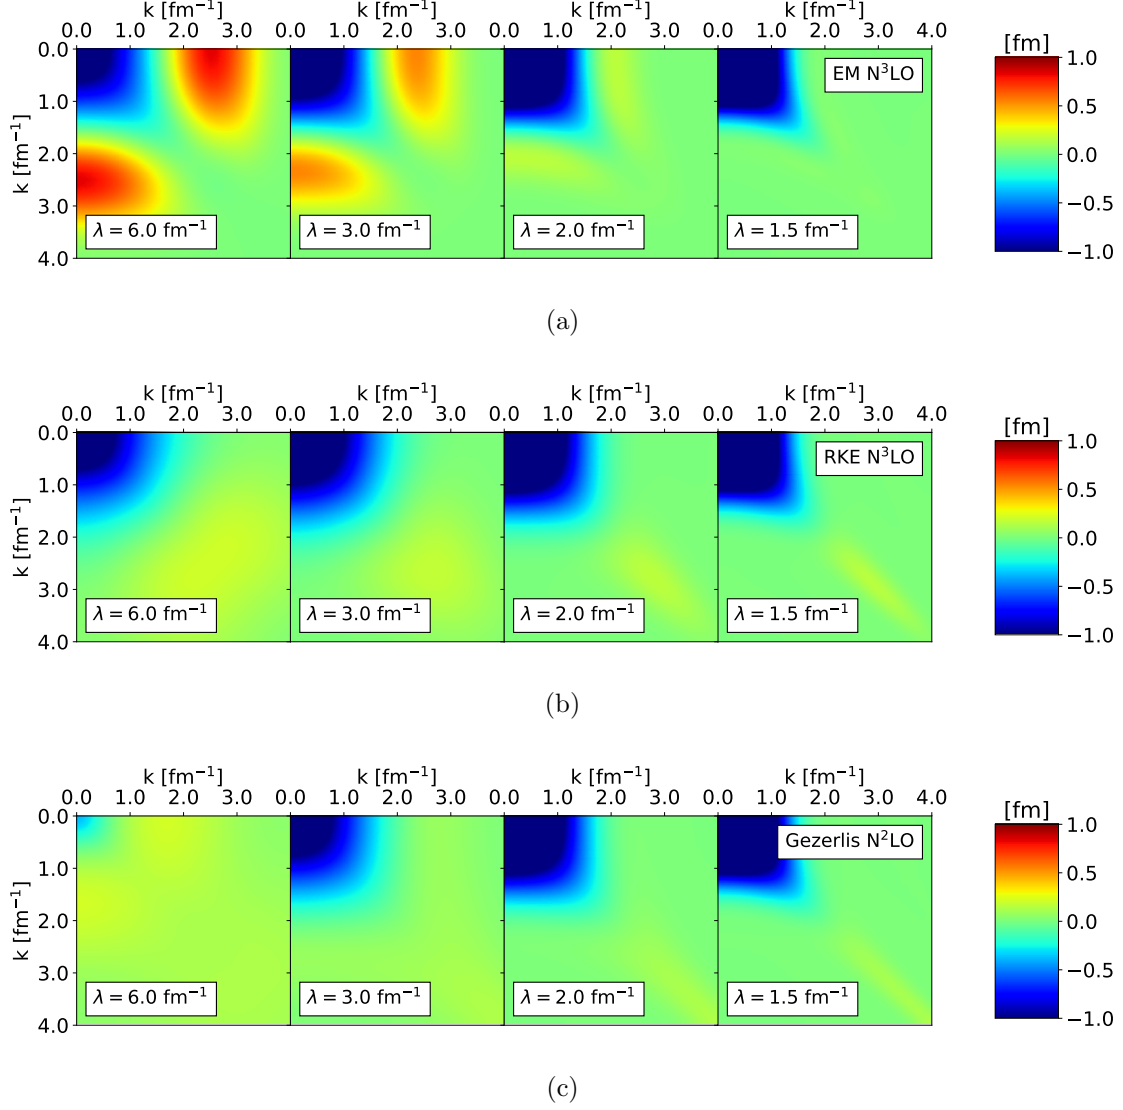 k [fm⁻¹] k [fm⁻¹] k [fm⁻¹] k [fm⁻¹]
0.0 1.0 2.0 3.0 0.0 1.0 2.0 3.0 0.0 1.0 2.0 3.0 0.0 1.0 2.0 3.0 4.0
0.0
1.0
2.0
3.0
4.0
k [fm⁻¹]
EM N³LO
λ = 6.0 fm⁻¹ λ = 3.0 fm⁻¹ λ = 2.0 fm⁻¹ λ = 1.5 fm⁻¹
[fm]
1.0
0.5
0.0
−0.5
−1.0
(a)
k [fm⁻¹] k [fm⁻¹] k [fm⁻¹] k [fm⁻¹]
0.0 1.0 2.0 3.0 0.0 1.0 2.0 3.0 0.0 1.0 2.0 3.0 0.0 1.0 2.0 3.0 4.0
0.0
1.0
2.0
3.0
4.0
k [fm⁻¹]
RKE N³LO
λ = 6.0 fm⁻¹ λ = 3.0 fm⁻¹ λ = 2.0 fm⁻¹ λ = 1.5 fm⁻¹
[fm]
1.0
0.5
0.0
−0.5
−1.0
(b)
k [fm⁻¹] k [fm⁻¹] k [fm⁻¹] k [fm⁻¹]
0.0 1.0 2.0 3.0 0.0 1.0 2.0 3.0 0.0 1.0 2.0 3.0 0.0 1.0 2.0 3.0 4.0
0.0
1.0
2.0
3.0
4.0
k [fm⁻¹]
Gezerlis N²LO
λ = 6.0 fm⁻¹ λ = 3.0 fm⁻¹ λ = 2.0 fm⁻¹ λ = 1.5 fm⁻¹
[fm]
1.0
0.5
0.0
−0.5
−1.0
(c)